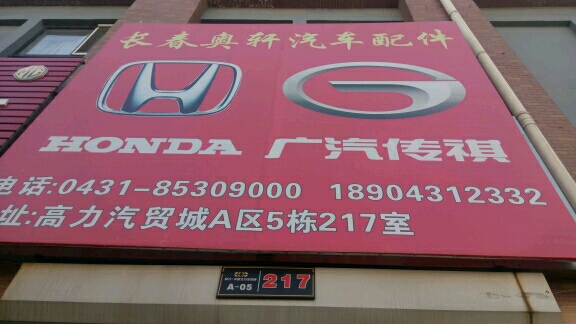 长春奥轩汽车配件
HONDA 广汽传祺
电话:0431-85309000 18904312332
址:高力汽贸城A区5栋217室
MG
A-05 217